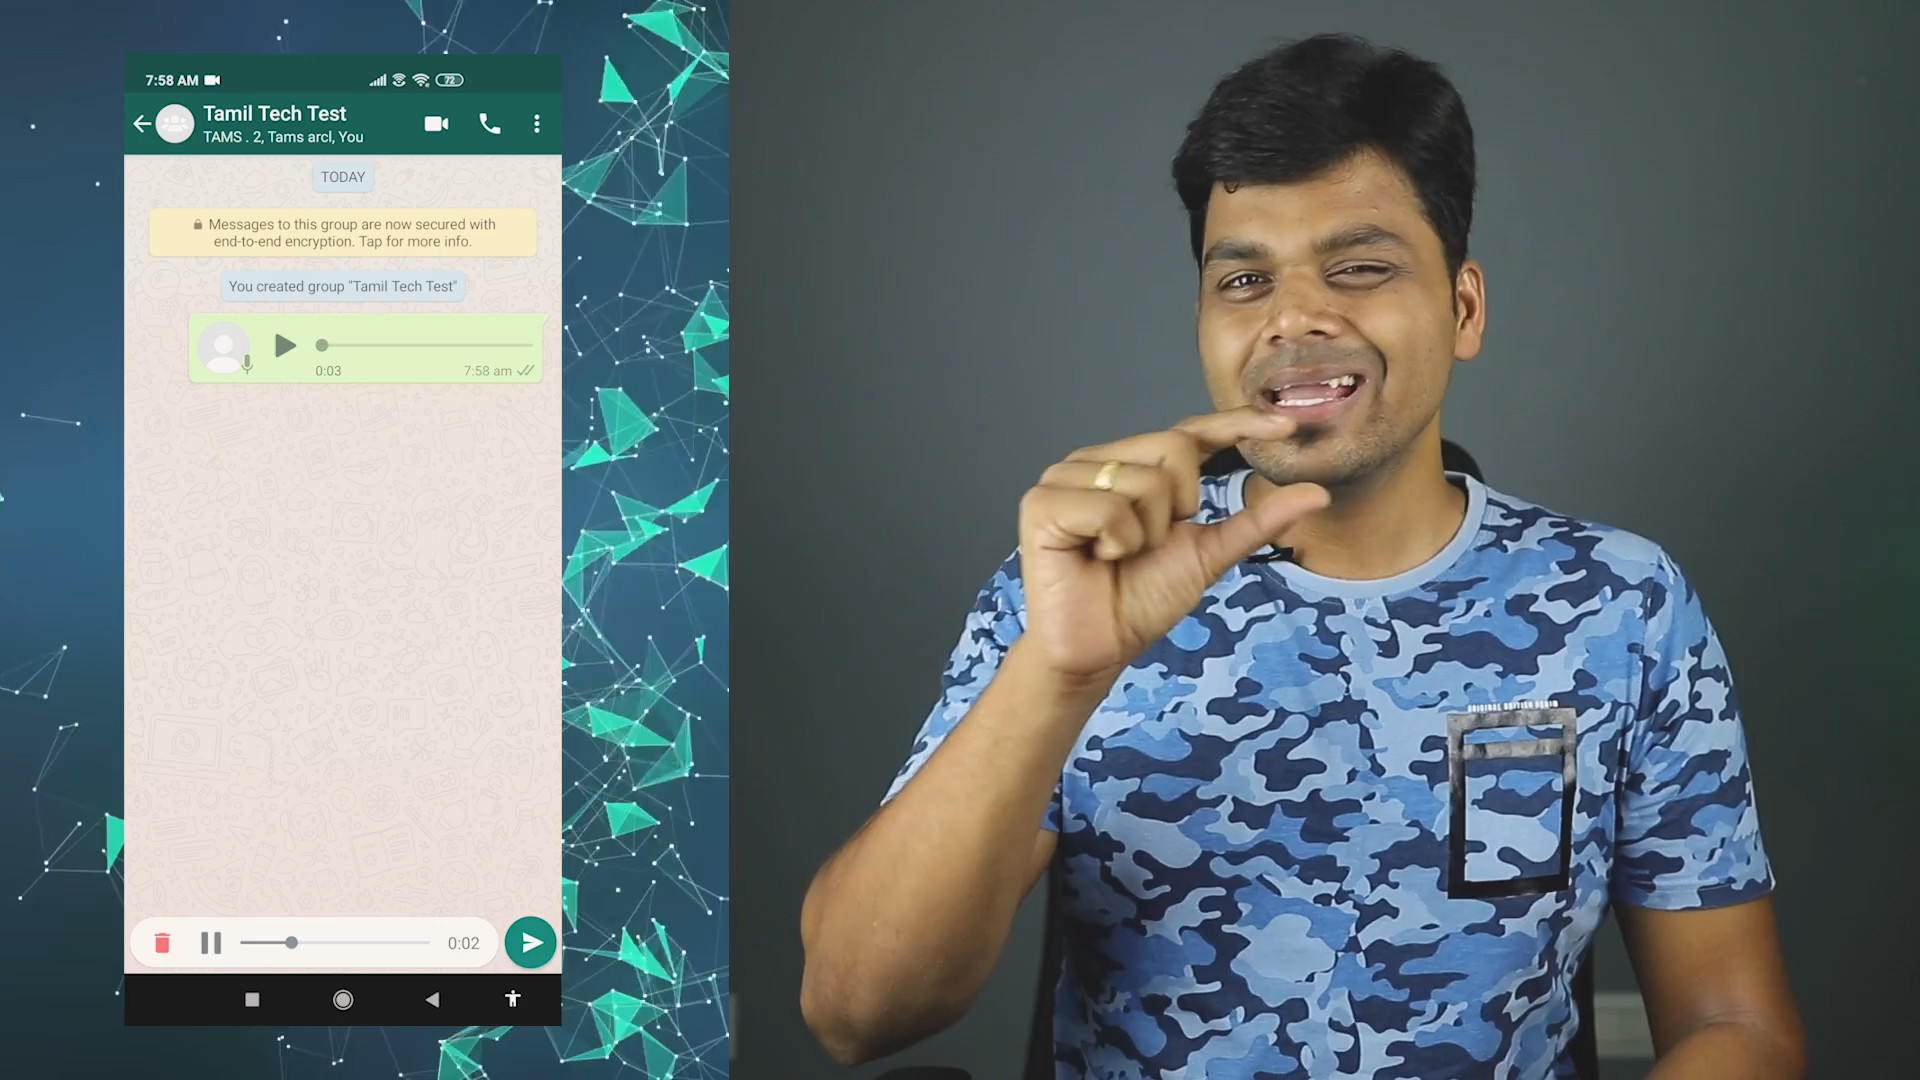 7:58 AM
72
Tamil Tech Test
TAMS . 2, Tams arcl, You
TODAY
Messages to this group are now secured with
end-to-end encryption. Tap for more info.
You created group "Tamil Tech Test"
0:03
7:58 am
0:02